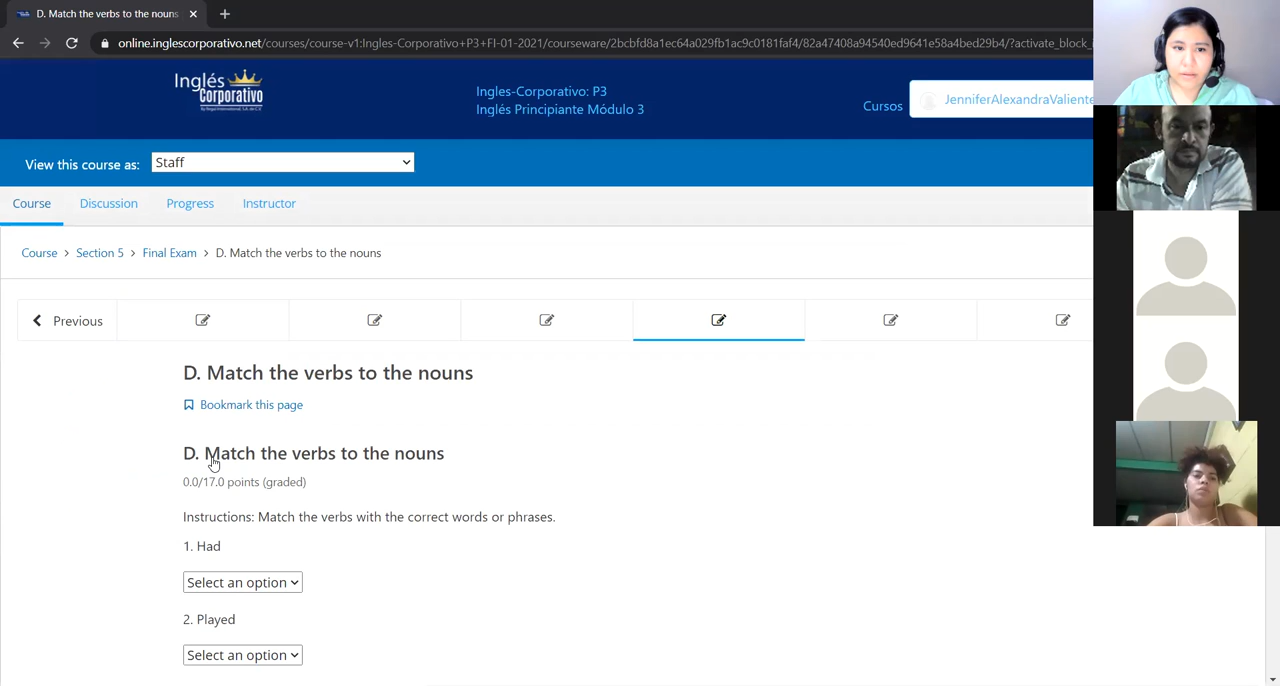 D. Match the verbs to the nouns
online.inglescorporativo.net/courses/course-v1:Ingles-Corporativo+P3+FI-01-2021/courseware/2bcbfd8a1ec64a029fb1ac9c0181faf4/82a47408a94540ed9641e58a4bed29b4/?activate_block_i
Inglés
Corporativo
Ingles-Corporativo: P3
Inglés Principiante Módulo 3
Cursos
JenniferAlexandraValiente
View this course as:
Staff
Course
Discussion
Progress
Instructor
Course > Section 5 > Final Exam > D. Match the verbs to the nouns
Previous
D. Match the verbs to the nouns
Bookmark this page
D. Match the verbs to the nouns
0.0/17.0 points (graded)
Instructions: Match the verbs with the correct words or phrases.
1. Had
Select an option
2. Played
Select an option